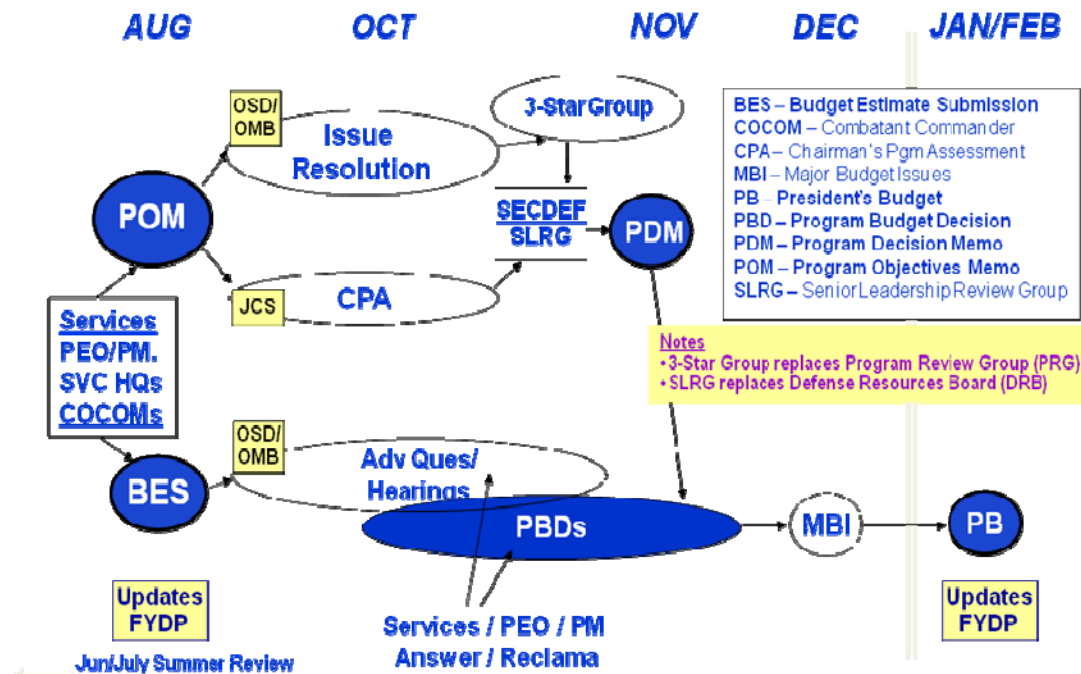 AUG
OCT
NOV
DEC
JAN/FEB
OSD/
OMB
Issue
Resolution
3-Star Group
BES – Budget Estimate Submission
COCOM – Combatant Commander
CPA – Chairman's Pgm Assessment
MBI – Major Budget Issues
PB – President's Budget
PBD – Program Budget Decision
PDM – Program Decision Memo
POM – Program Objectives Memo
SLRG – Senior Leadership Review Group
POM
SECDEF
SLRG
PDM
JCS
CPA
Services
PEO/PM.
SVC HQs
COCOMs
Notes
• 3-Star Group replaces Program Review Group (PRG)
• SLRG replaces Defense Resources Board (DRB)
OSD/
OMB
Adv Ques/
Hearings
BES
PBDs
MBI
PB
Updates
FYDP
Services / PEO / PM
Answer / Reclama
Updates
FYDP
Jun/July Summer Review